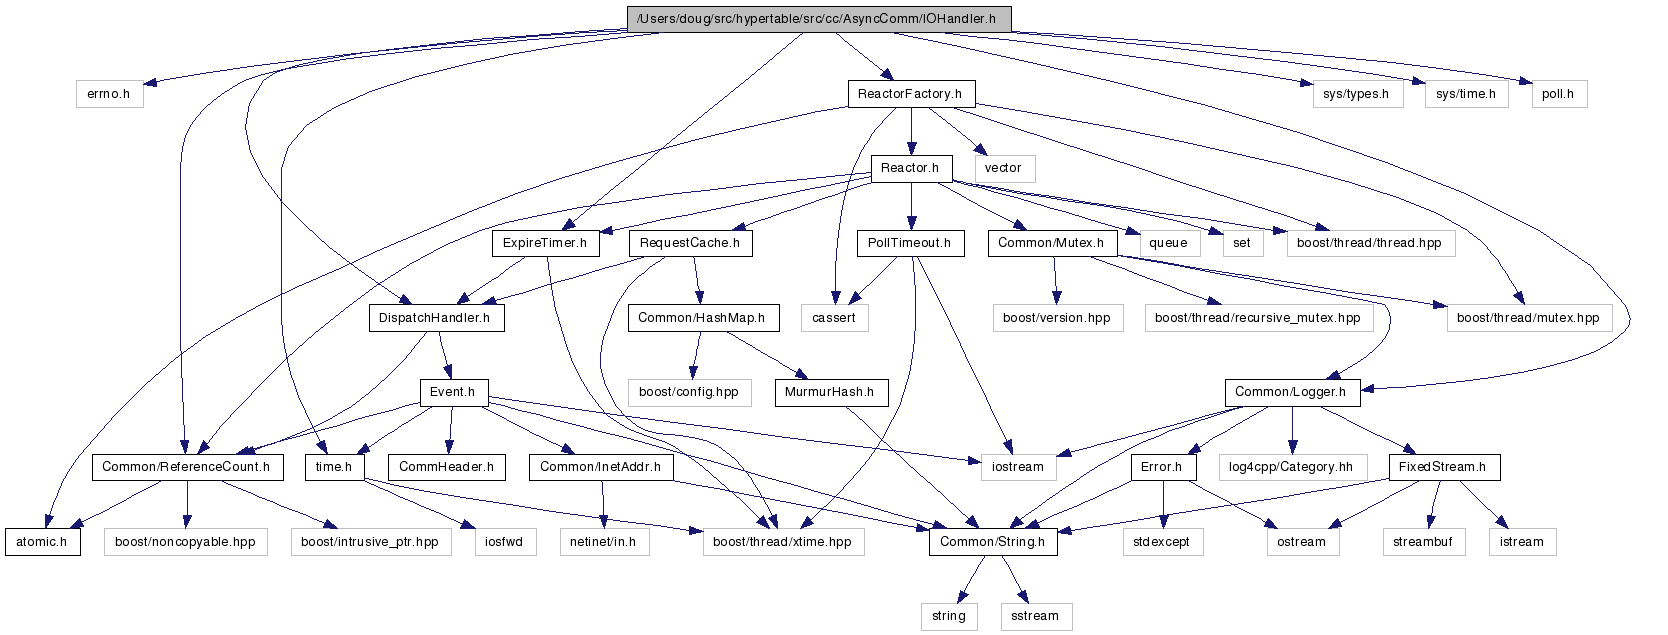 /Users/doug/src/hypertable/src/cc/AsyncComm/IOHandler.h
errno.h
ReactorFactory.h
sys/types.h
sys/time.h
poll.h
Reactor.h
vector
ExpireTimer.h
RequestCache.h
PollTimeout.h
Common/Mutex.h
queue
set
boost/thread/thread.hpp
DispatchHandler.h
Common/HashMap.h
cassert
boost/version.hpp
boost/thread/recursive_mutex.hpp
boost/thread/mutex.hpp
Event.h
boost/config.hpp
MurmurHash.h
Common/Logger.h
Common/ReferenceCount.h
time.h
CommHeader.h
Common/InetAddr.h
iostream
Error.h
log4cpp/Category.hh
FixedStream.h
atomic.h
boost/noncopyable.hpp
boost/intrusive_ptr.hpp
iosfwd
netinet/in.h
boost/thread/xtime.hpp
Common/String.h
stdexcept
ostream
streambuf
istream
string
sstream